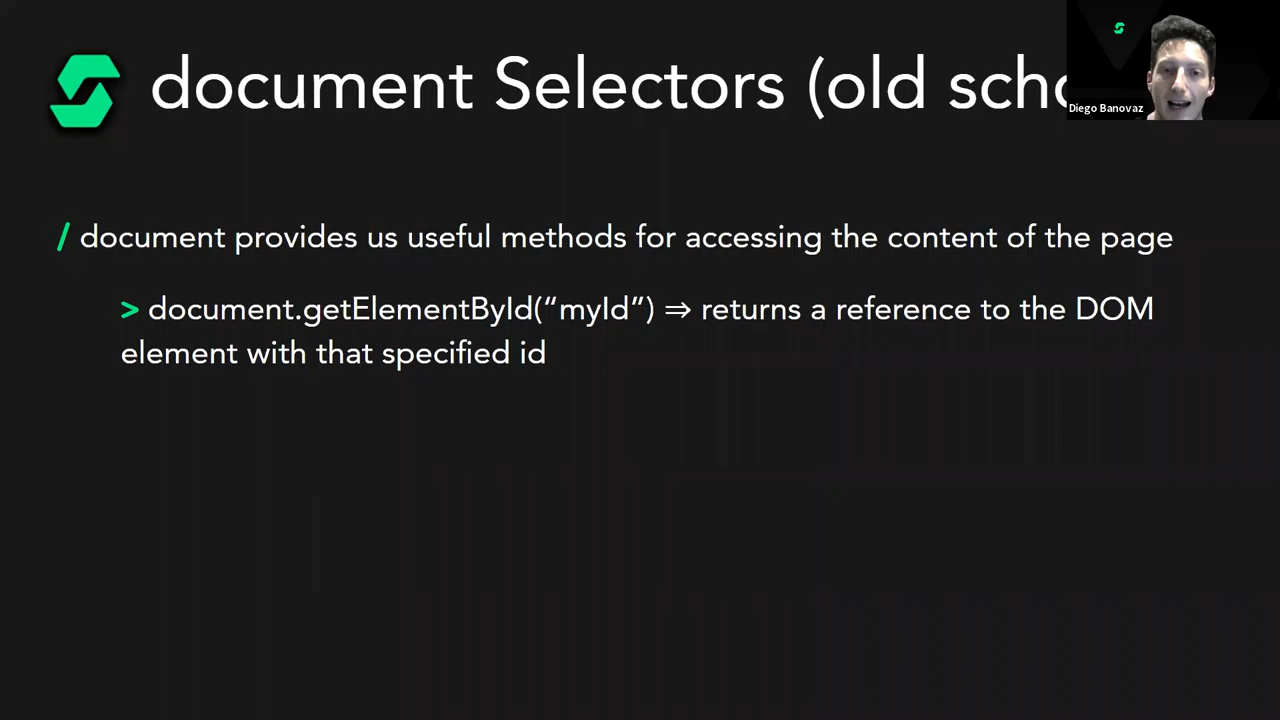 document Selectors (old scho
Diego Banovaz
/ document provides us useful methods for accessing the content of the page
> document.getElementById(“myId”) ⇒ returns a reference to the DOM
element with that specified id